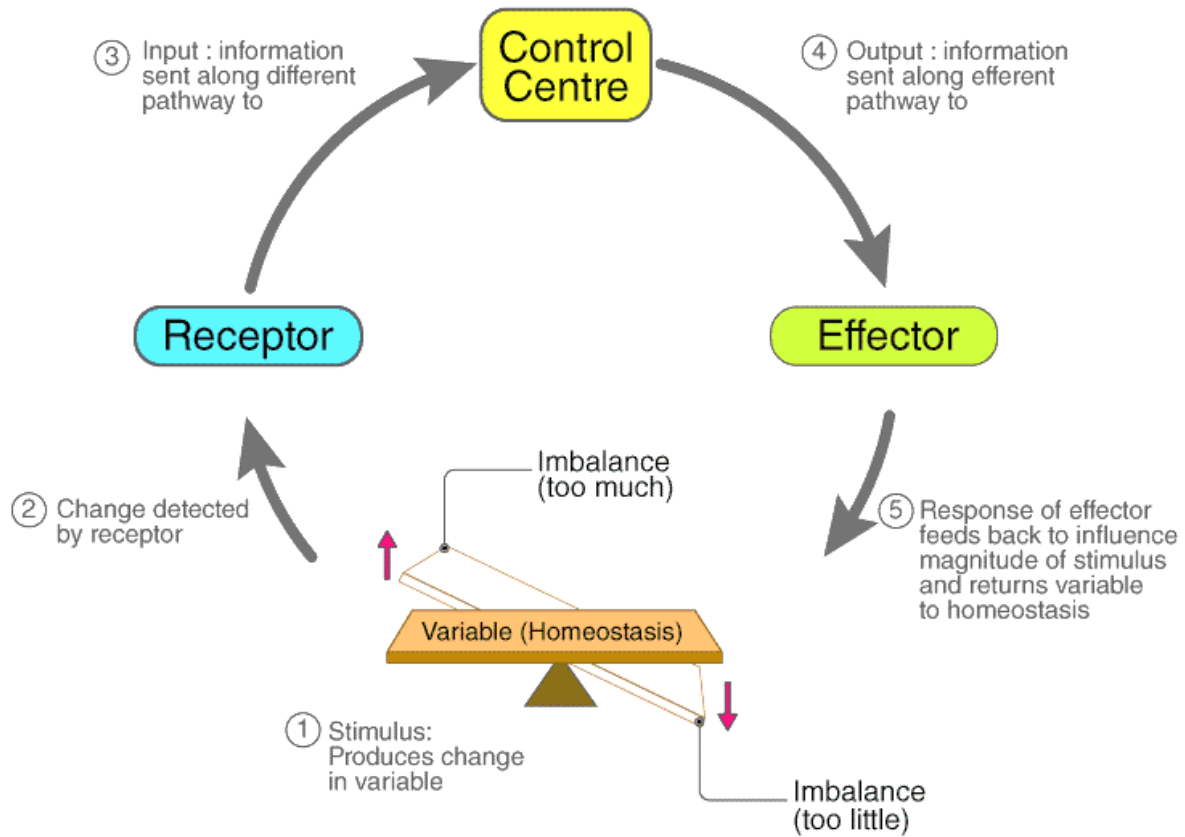 3 Input : information
sent along different
pathway to
Control
Centre
4 Output : information
sent along efferent
pathway to
Receptor
Effector
Imbalance
(too much)
2 Change detected
by receptor
5 Response of effector
feeds back to influence
magnitude of stimulus
and returns variable
to homeostasis
Variable (Homeostasis)
1 Stimulus:
Produces change
in variable
Imbalance
(too little)